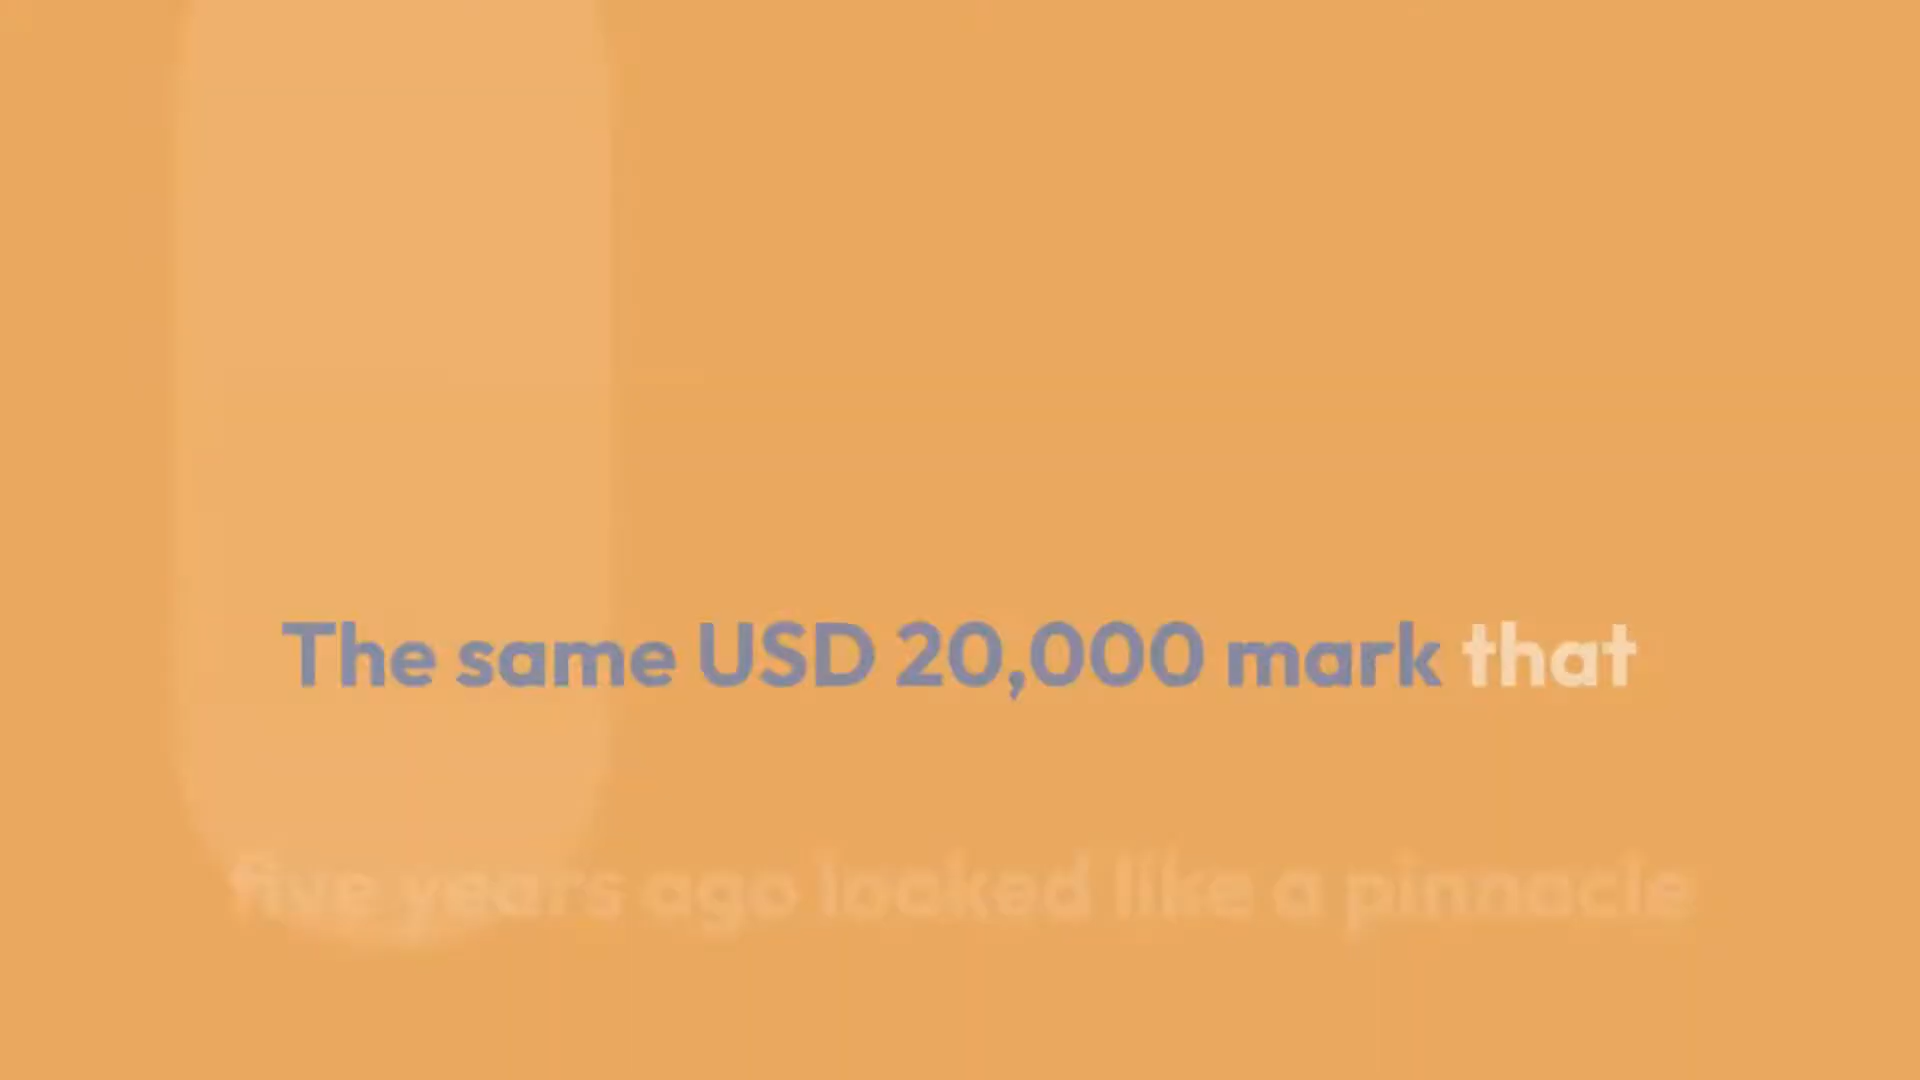 The same USD 20,000 mark that
five years ago looked like a pinnacle